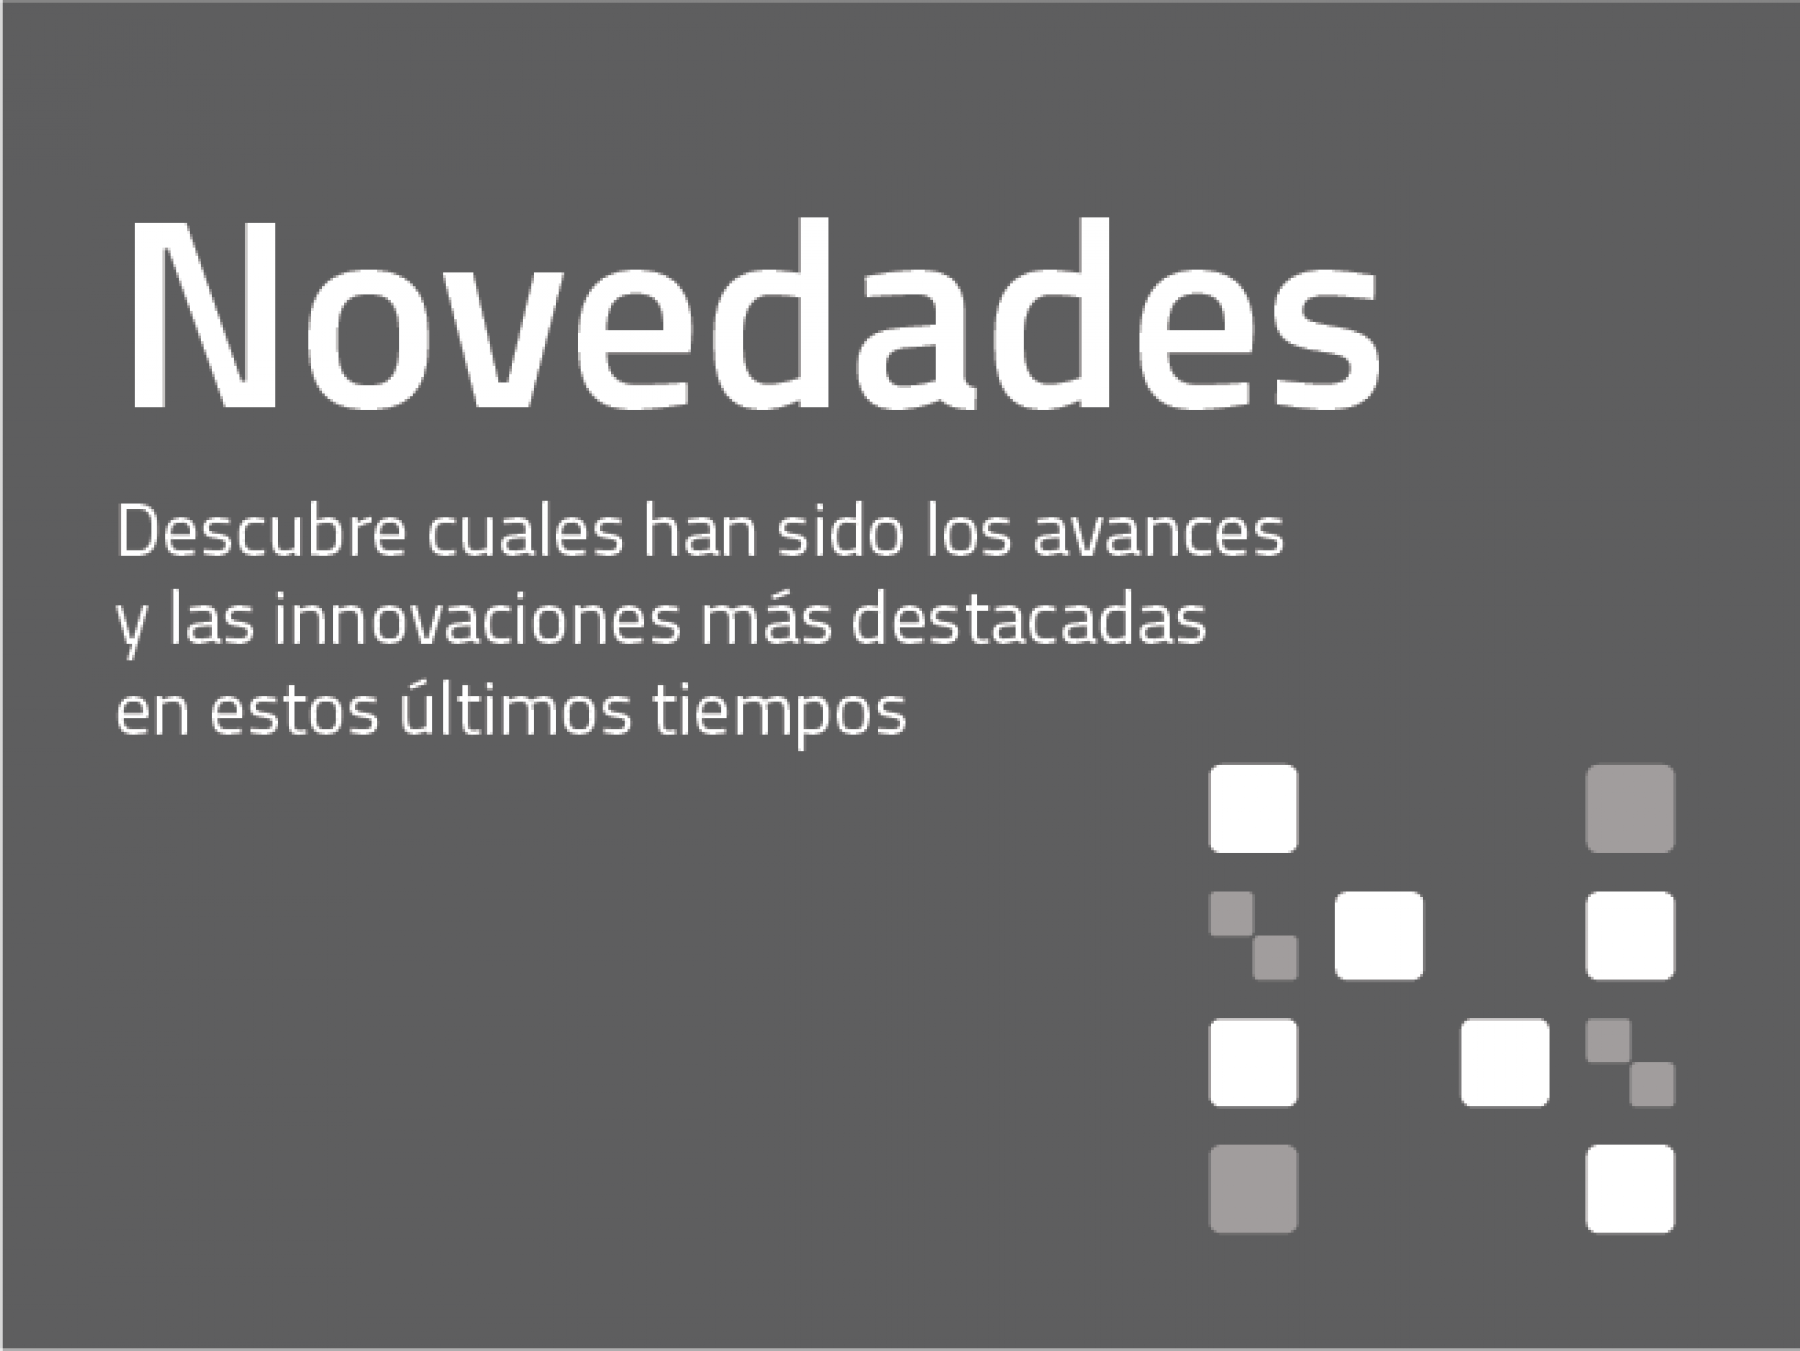 Novedades
Descubre cuales han sido los avances
y las innovaciones más destacadas
en estos últimos tiempos